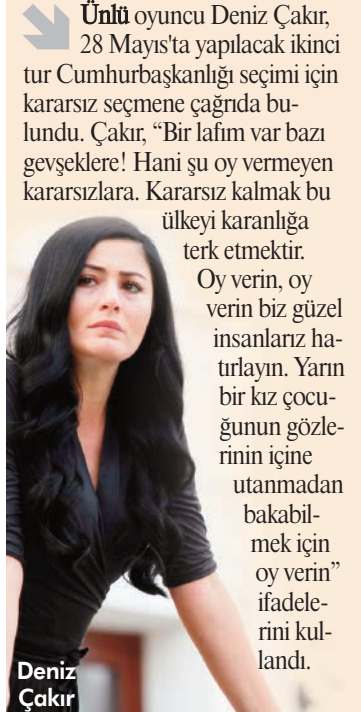 Ünlü oyuncu Deniz Çakır,
28 Mayıs'ta yapılacak ikinci
tur Cumhurbaşkanlığı seçimi için
kararsız seçmene çağrıda bu-
lundu. Çakır, “Bir lafım var bazı
gevşeklere! Hani şu oy vermeyen
kararsızlara. Kararsız kalmak bu
ülkeyi karanlığa
terk etmektir.
Oy verin, oy
verin biz güzel
insanlarız ha-
tırlayın. Yarın
bir kız çocu-
ğunun gözle-
rinin içine
utanmadan
bakabil-
mek için
oy verin”
ifadele-
rini kul-
landı.
Deniz
Çakır